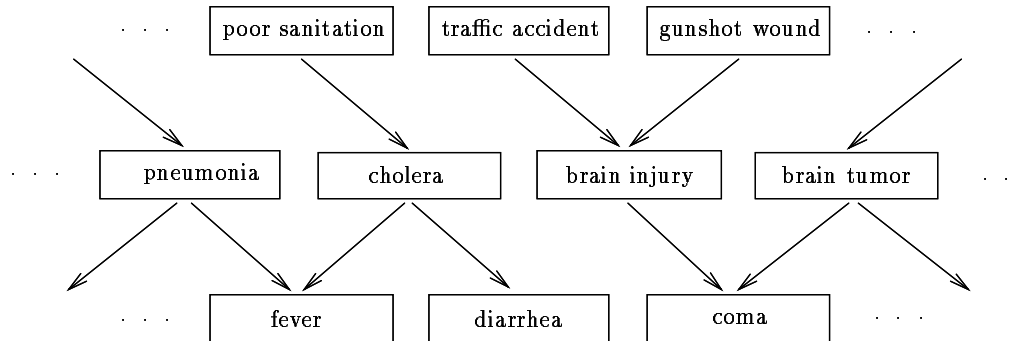 . . . poor sanitation traffic accident gunshot wound . . .
. . . pneumonia cholera brain injury brain tumor . .
. . . fever diarrhea coma . . .